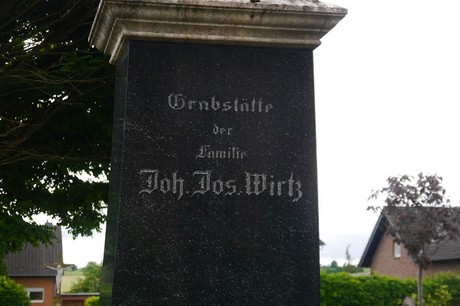 Grabstätte
der
Familie
Joh. Jos. Wirtz